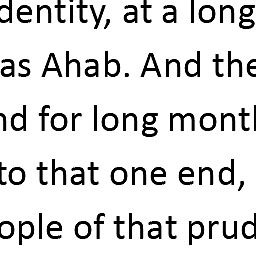 dentity, at a long
as Ahab. And the
nd for long month
to that one end,
ople of that prud